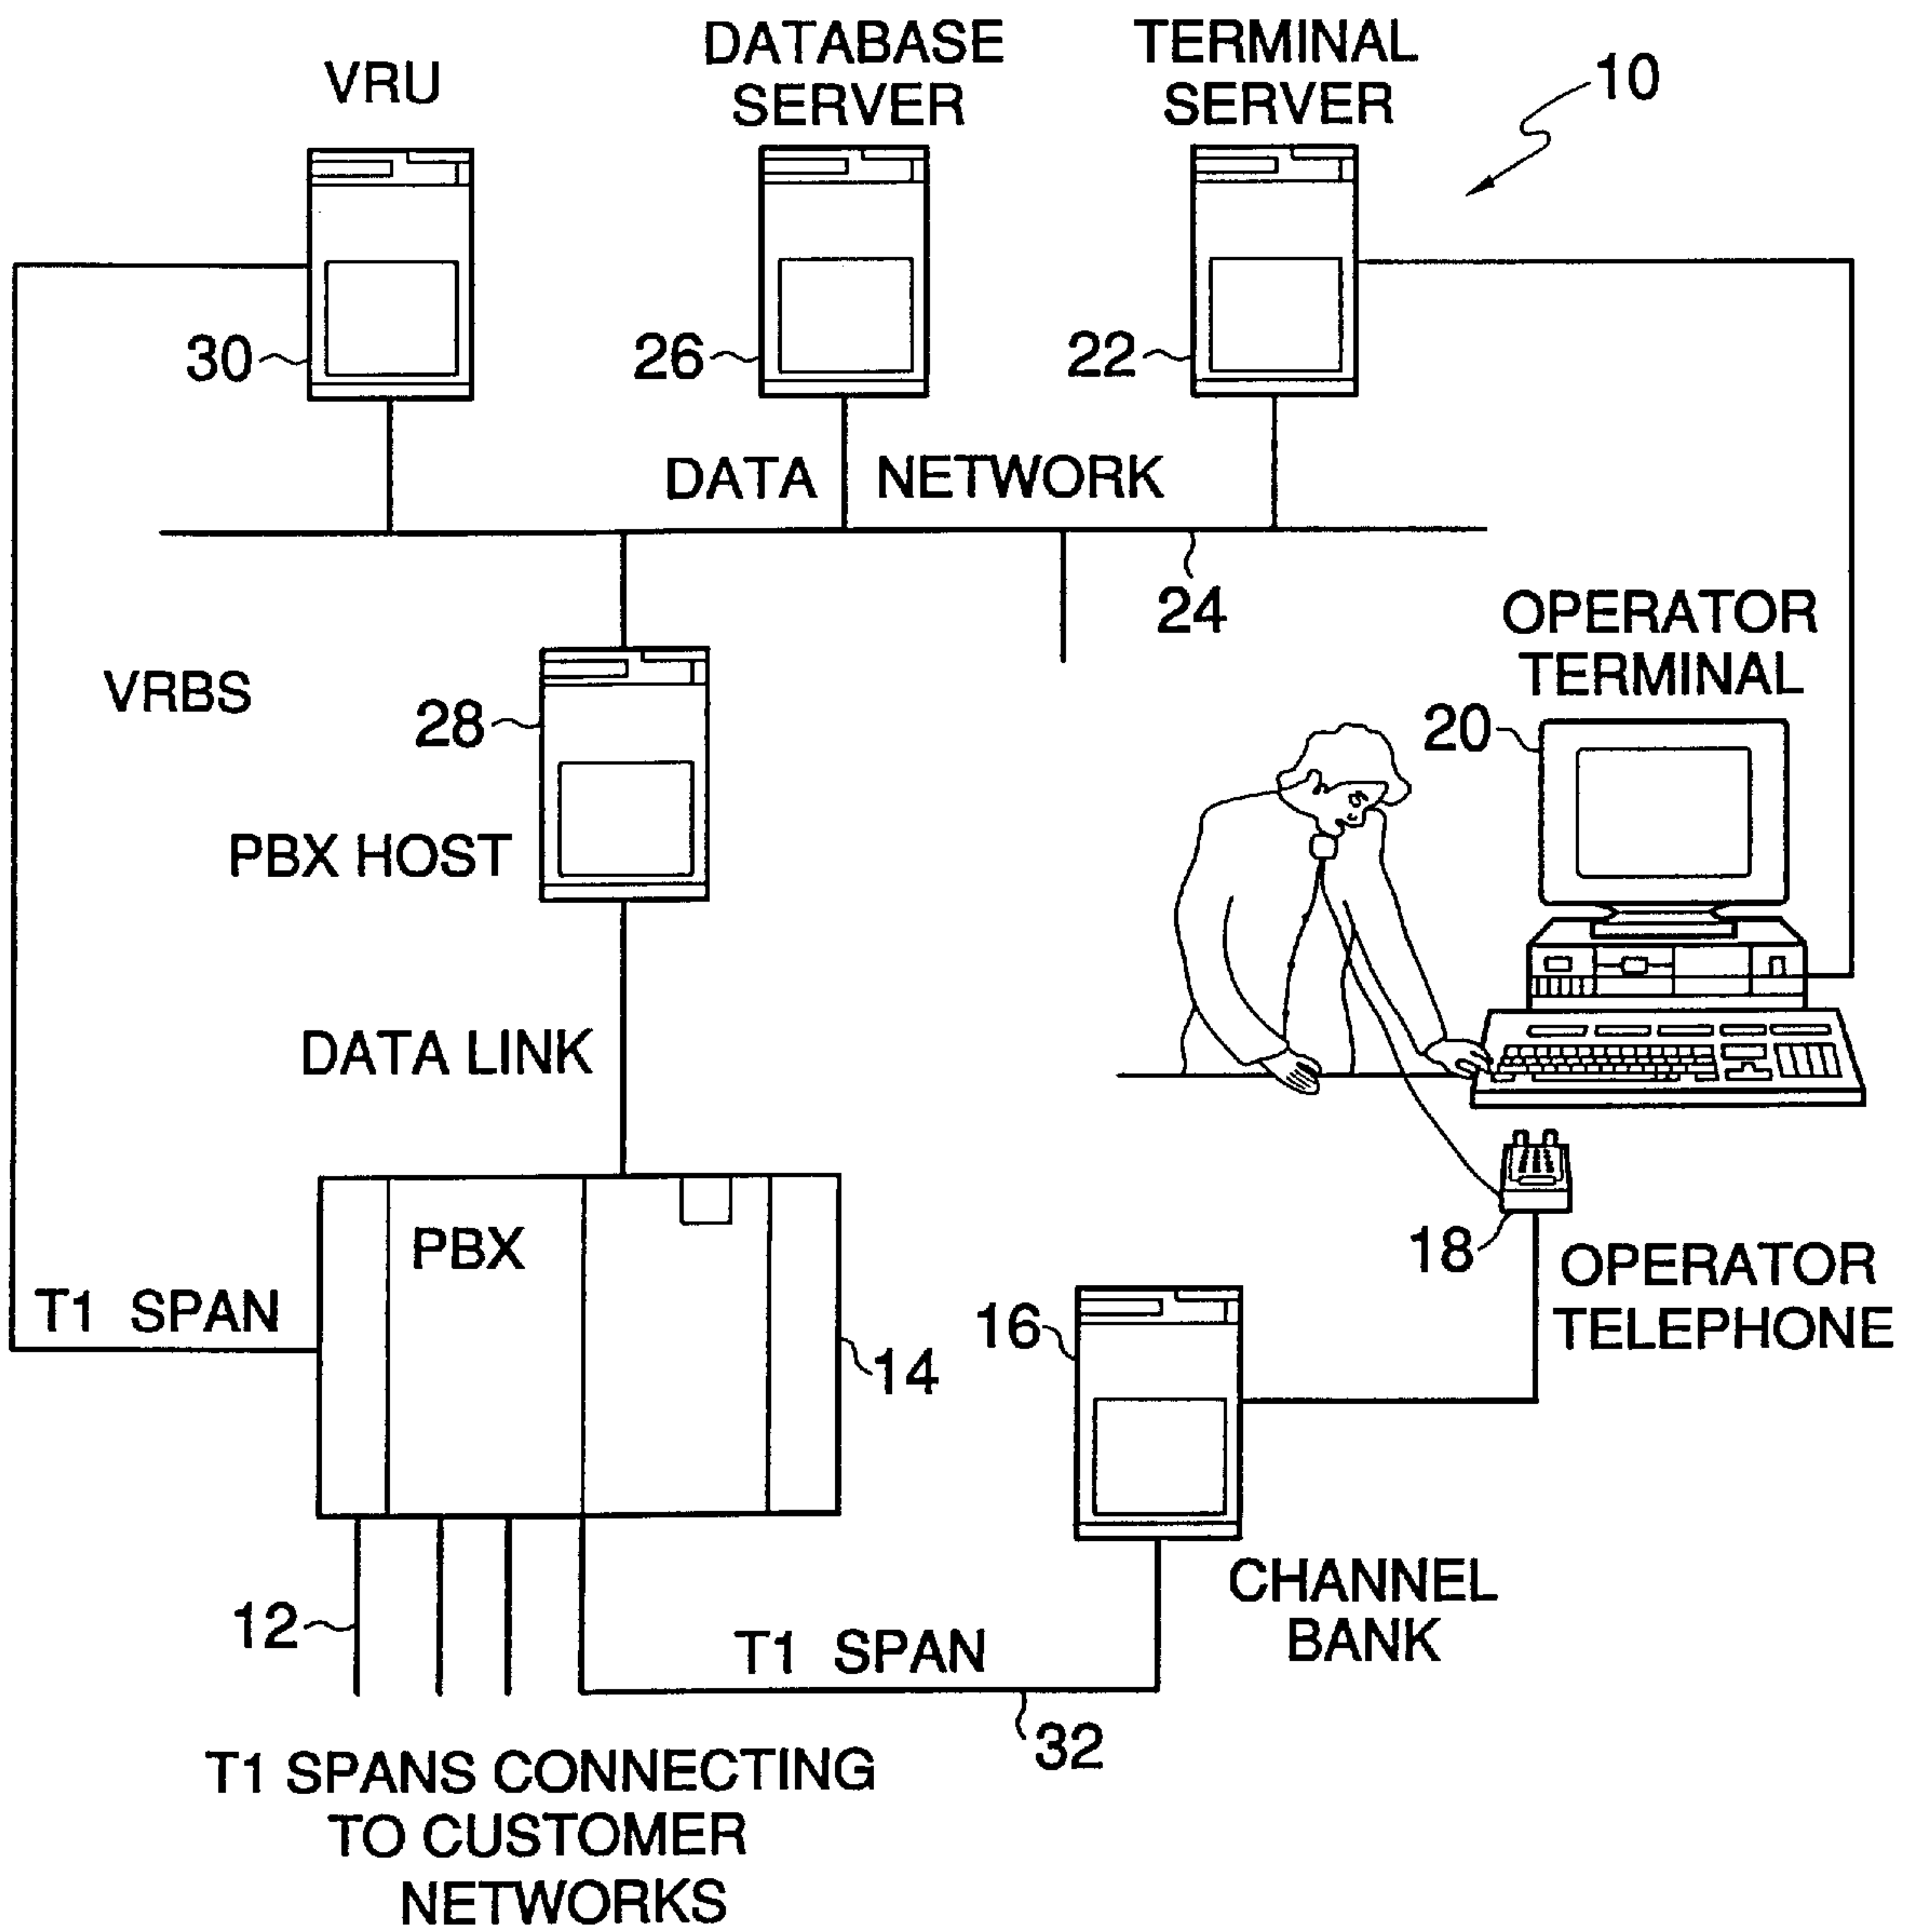 VRU
DATABASE
SERVER
TERMINAL
SERVER
10
30
26
22
DATA NETWORK
24
VRBS
28
PBX HOST
OPERATOR
TERMINAL
20
DATA LINK
PBX
T1 SPAN
14
16
18
OPERATOR
TELEPHONE
CHANNEL
BANK
12
T1 SPAN
32
T1 SPANS CONNECTING
TO CUSTOMER
NETWORKS